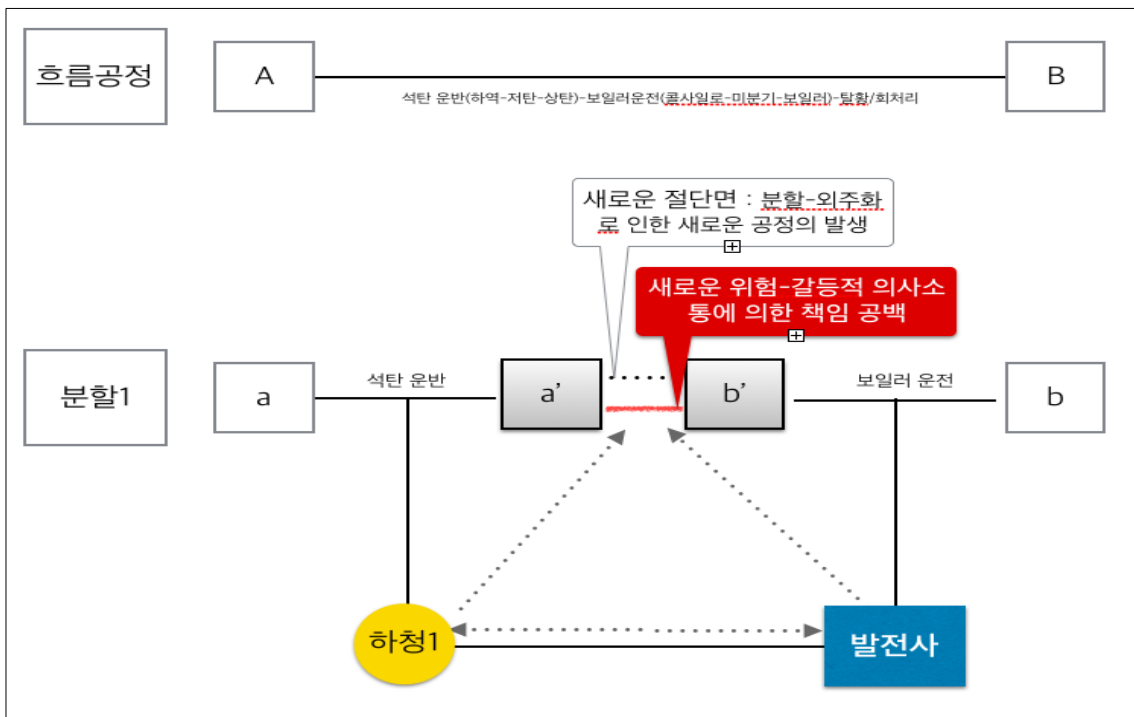 흐름공정
A
B
석탄 운반(하역-저탄-상탄)-보일러운전(콜사일로-미분기-보일러)-탈황/회처리
새로운 절단면 : 분할-외주화
로 인한 새로운 공정의 발생
새로운 위험-갈등적 의사소
통에 의한 책임 공백
분할1
a
석탄 운반
a’
b’
보일러 운전
b
하청1
발전사